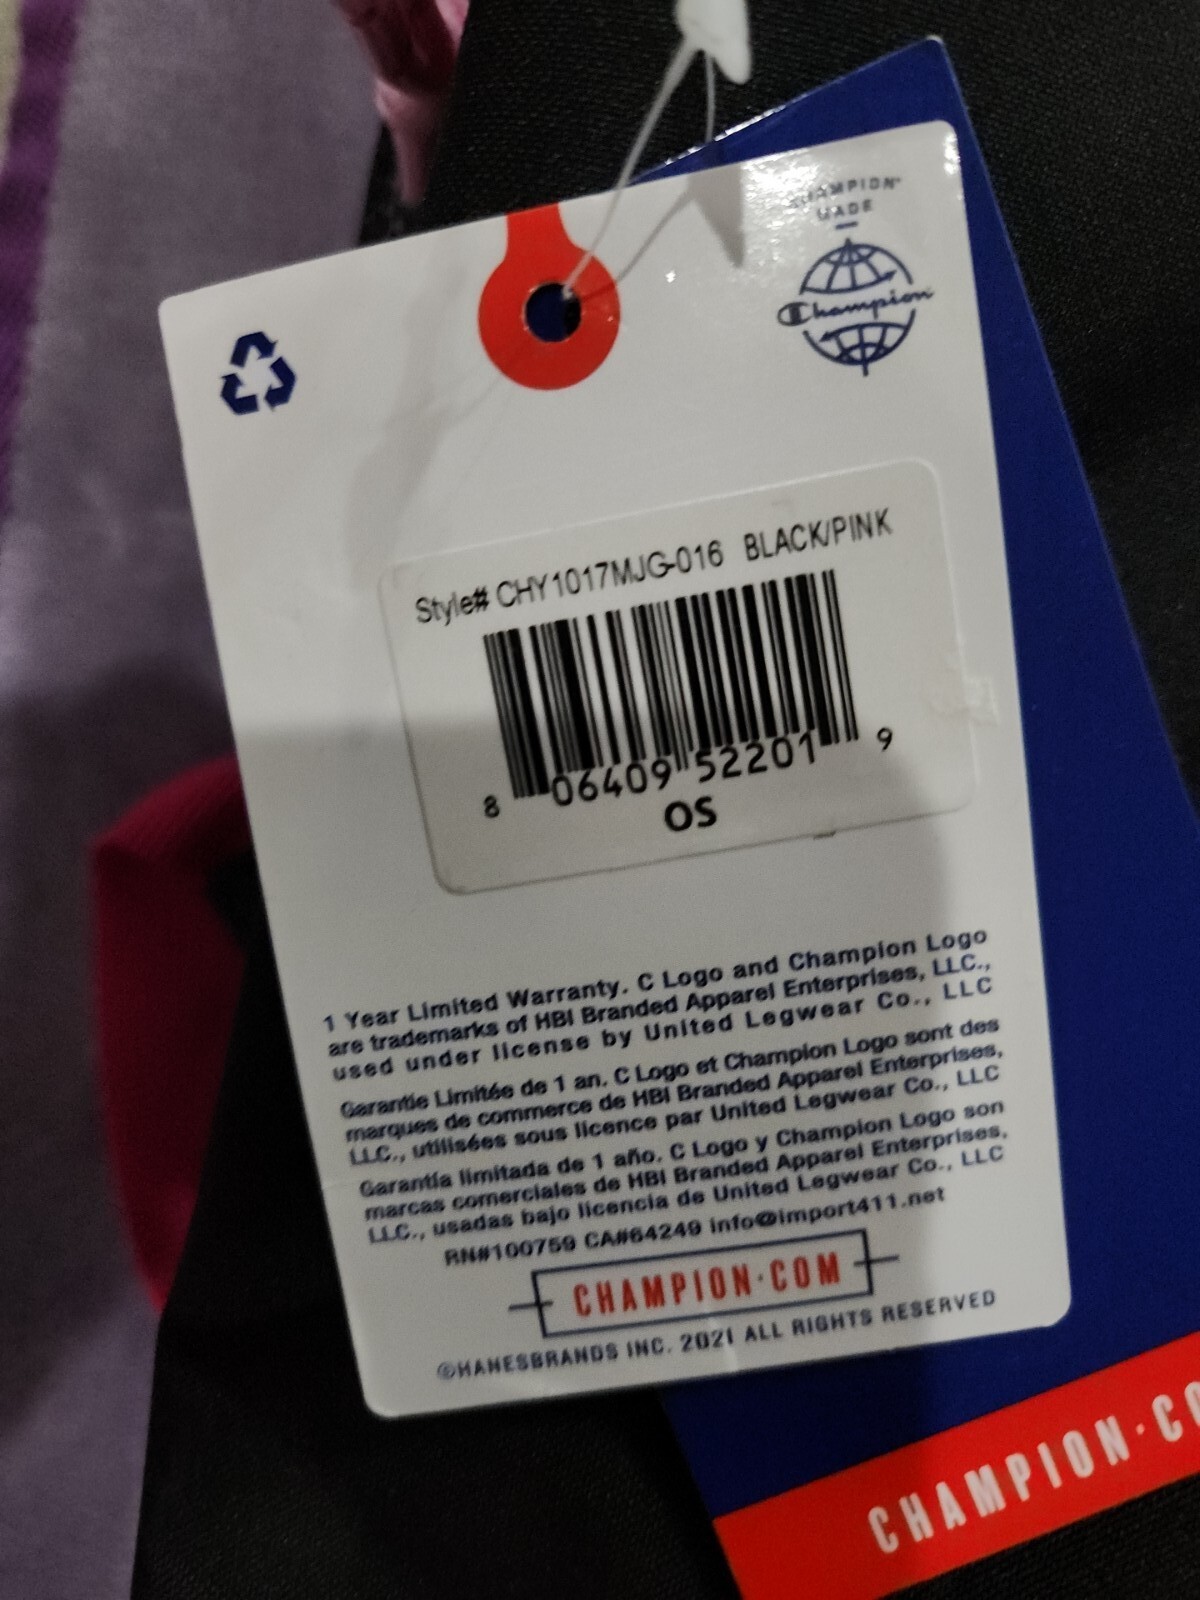 CHAMPION®
MADE
Champion
Style# CHY1017MJG-016 BLACK/PINK
8 06409 52201 9
OS
1 Year Limited Warranty. C Logo and Champion Logo
are trademarks of HBI Branded Apparel Enterprises, LLC.,
used under license by United Legwear Co., LLC
Garantie Limitée de 1 an. C Logo et Champion Logo sont des
marques de commerce de HBI Branded Apparel Enterprises,
LLC., utilisées sous licence par United Legwear Co., LLC
Garantía limitada de 1 año. C Logo y Champion Logo son
marcas comerciales de HBI Branded Apparel Enterprises,
LLC., usadas bajo licencia de United Legwear Co., LLC
RN#100759 CA#64249 info@import411.net
CHAMPION·COM
©HANESBRANDS INC. 2021 ALL RIGHTS RESERVED
CHAMPION·CO